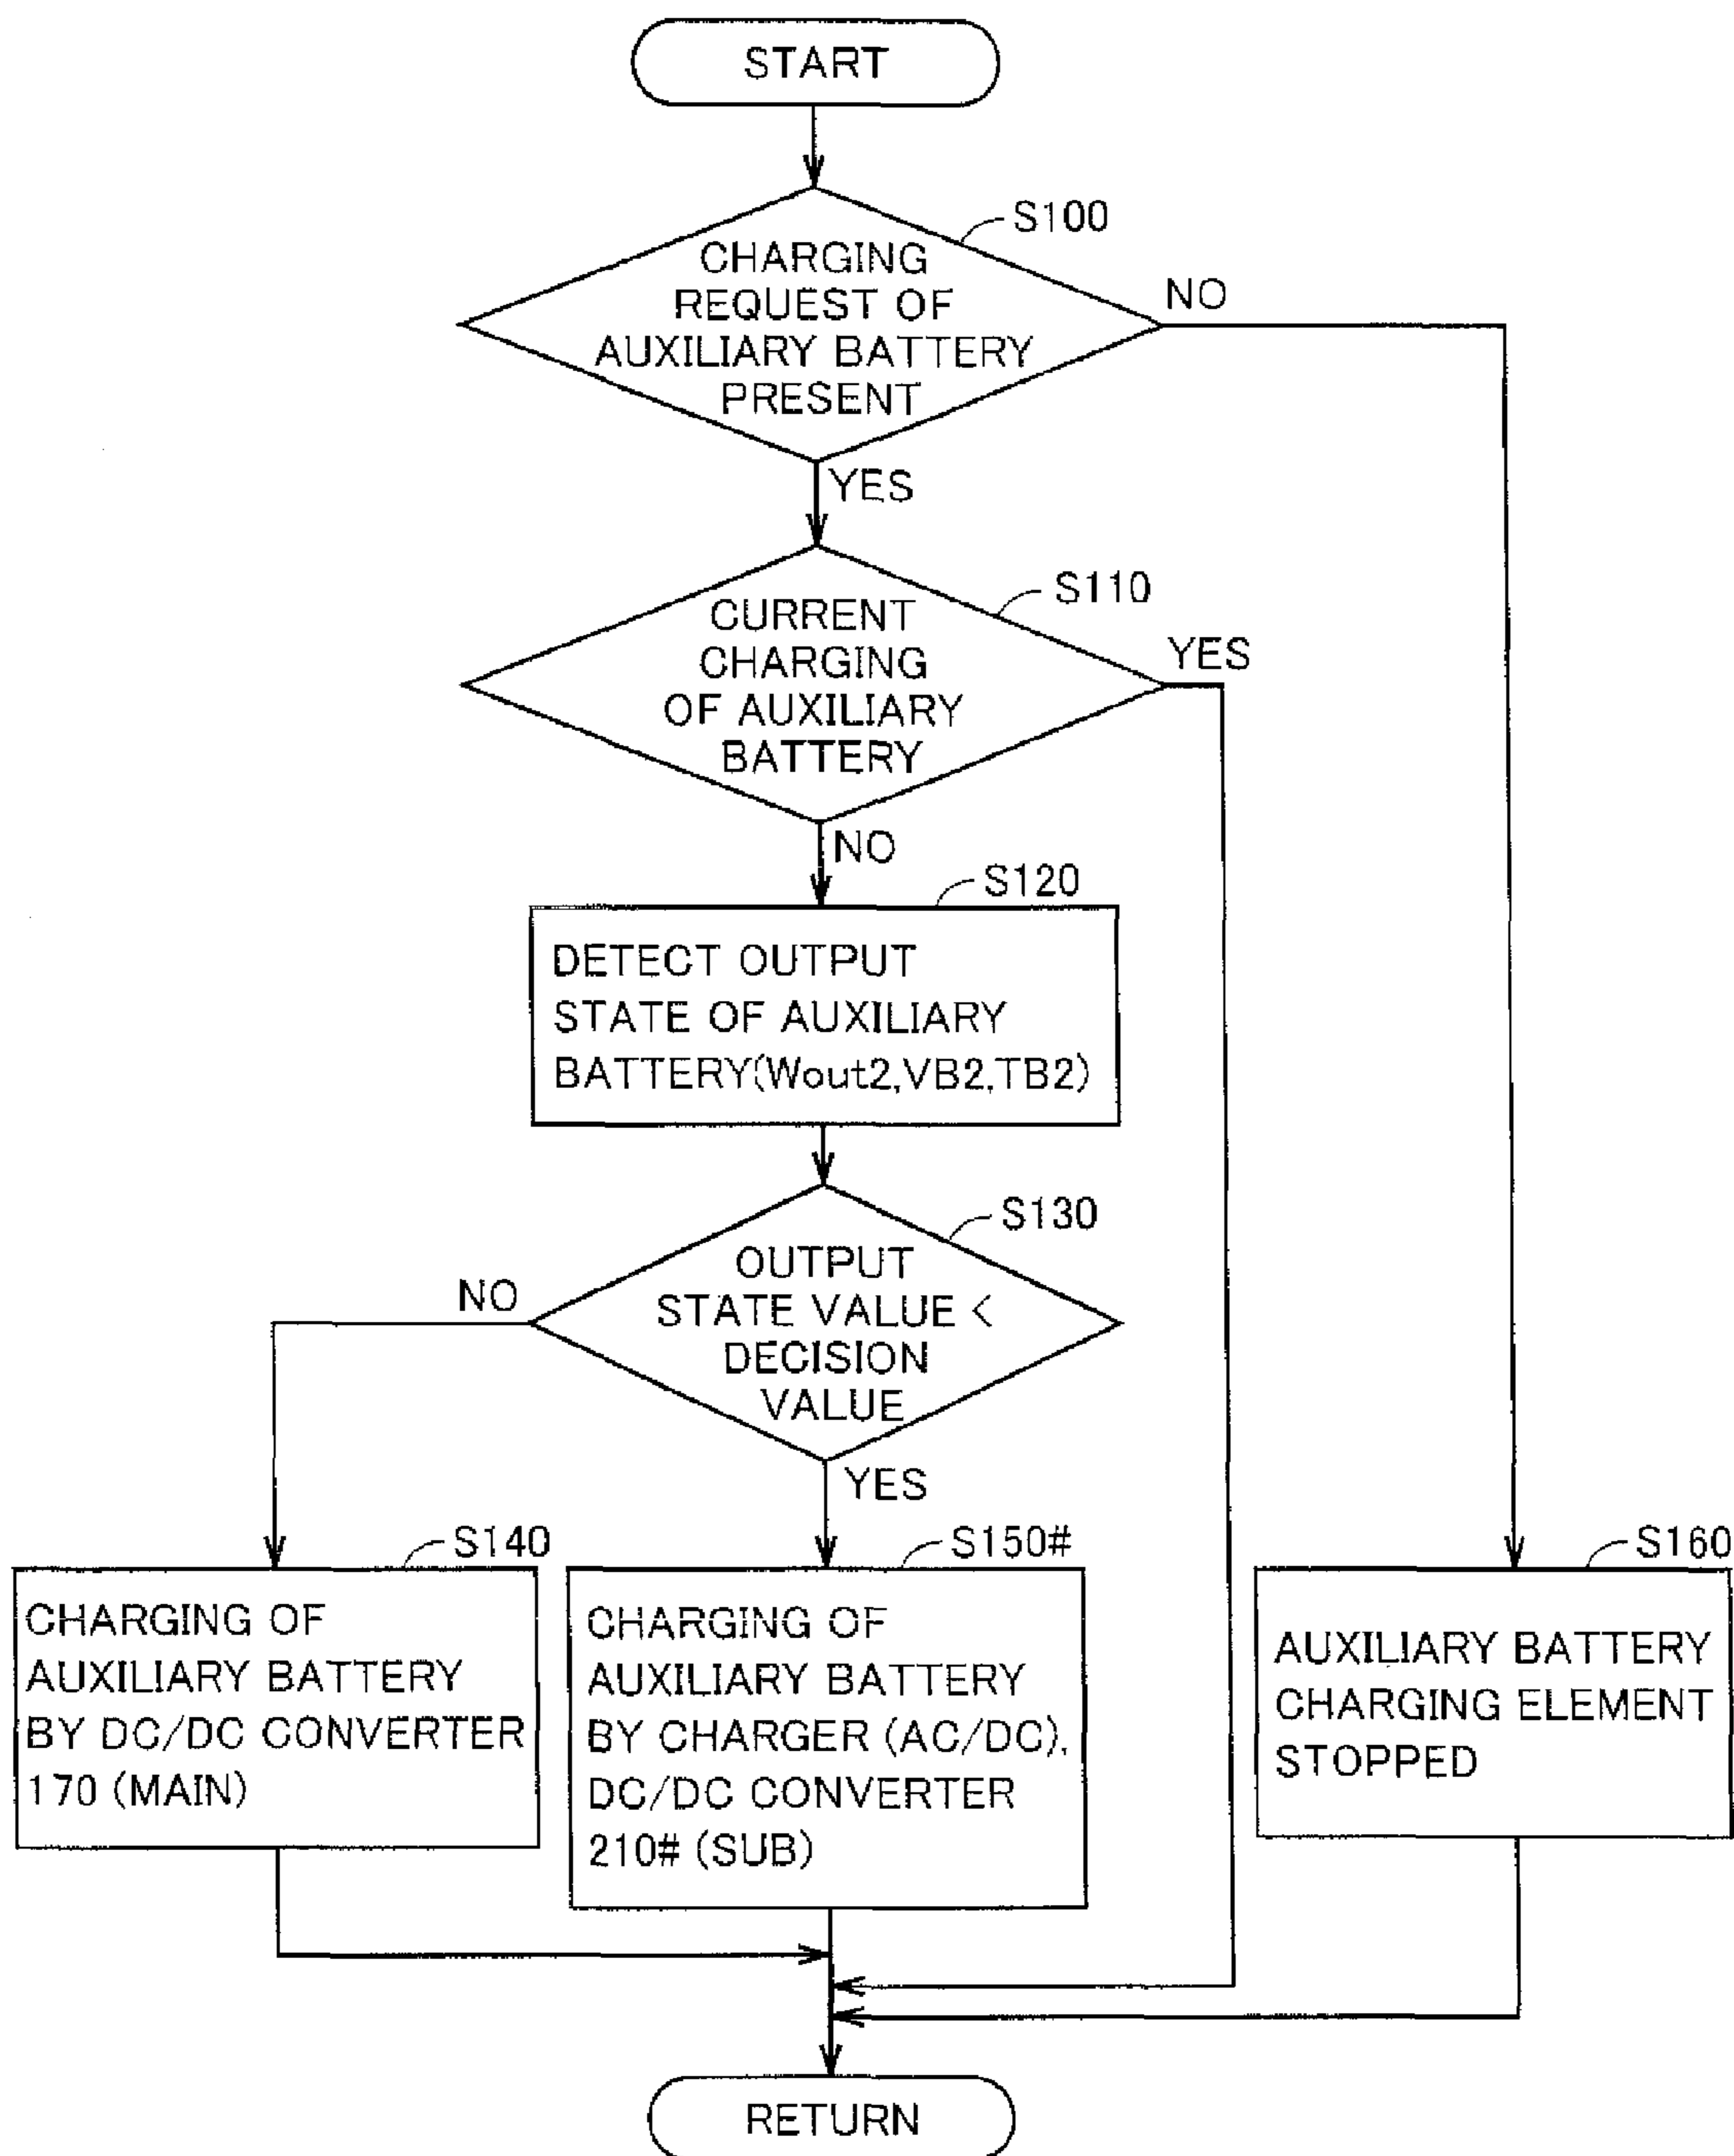 START
S100
CHARGING
REQUEST OF
AUXILIARY BATTERY
PRESENT
NO
YES
S110
CURRENT
CHARGING
OF AUXILIARY
BATTERY
YES
NO
S120
DETECT OUTPUT
STATE OF AUXILIARY
BATTERY(Wout2,VB2,TB2)
S130
OUTPUT
STATE VALUE <
DECISION
VALUE
NO
YES
S140
CHARGING OF
AUXILIARY BATTERY
BY DC/DC CONVERTER
170 (MAIN)
S150#
CHARGING OF
AUXILIARY BATTERY
BY CHARGER (AC/DC),
DC/DC CONVERTER
210# (SUB)
S160
AUXILIARY BATTERY
CHARGING ELEMENT
STOPPED
RETURN